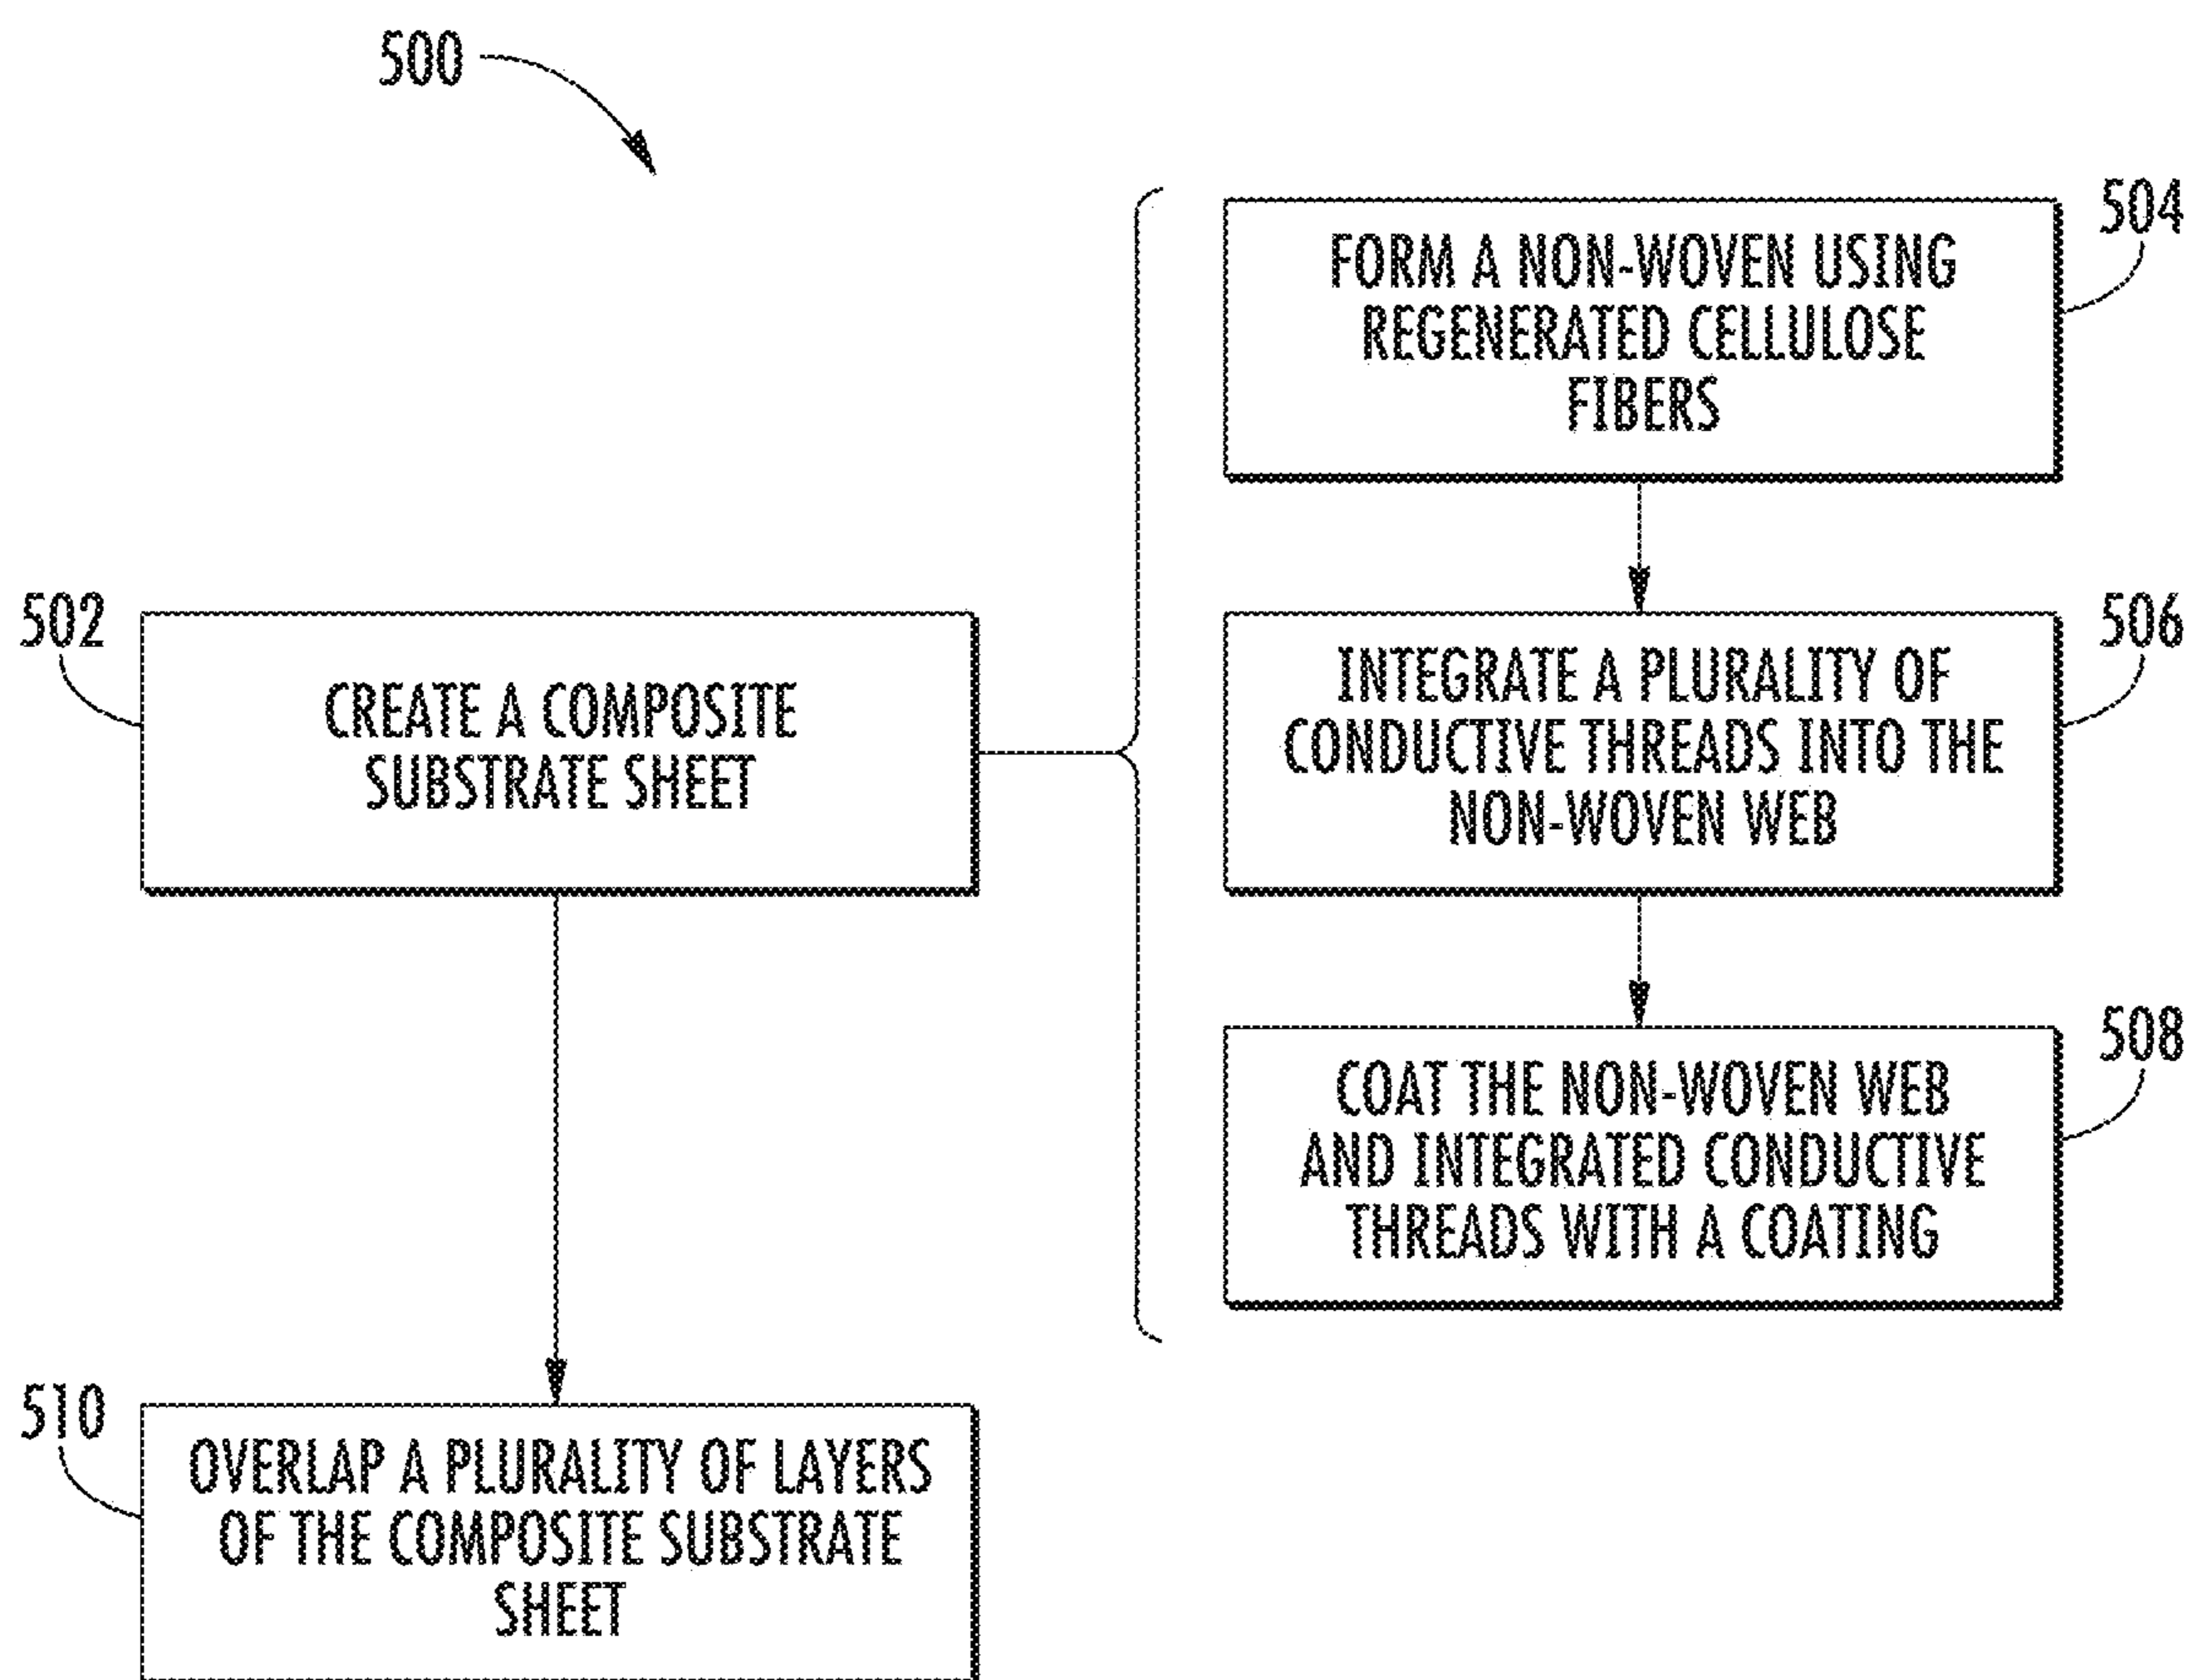 500
504
FORM A NON-WOVEN USING
REGENERATED CELLULOSE
FIBERS
502
CREATE A COMPOSITE
SUBSTRATE SHEET
506
INTEGRATE A PLURALITY OF
CONDUCTIVE THREADS INTO THE
NON-WOVEN WEB
508
COAT THE NON-WOVEN WEB
AND INTEGRATED CONDUCTIVE
THREADS WITH A COATING
510
OVERLAP A PLURALITY OF LAYERS
OF THE COMPOSITE SUBSTRATE
SHEET